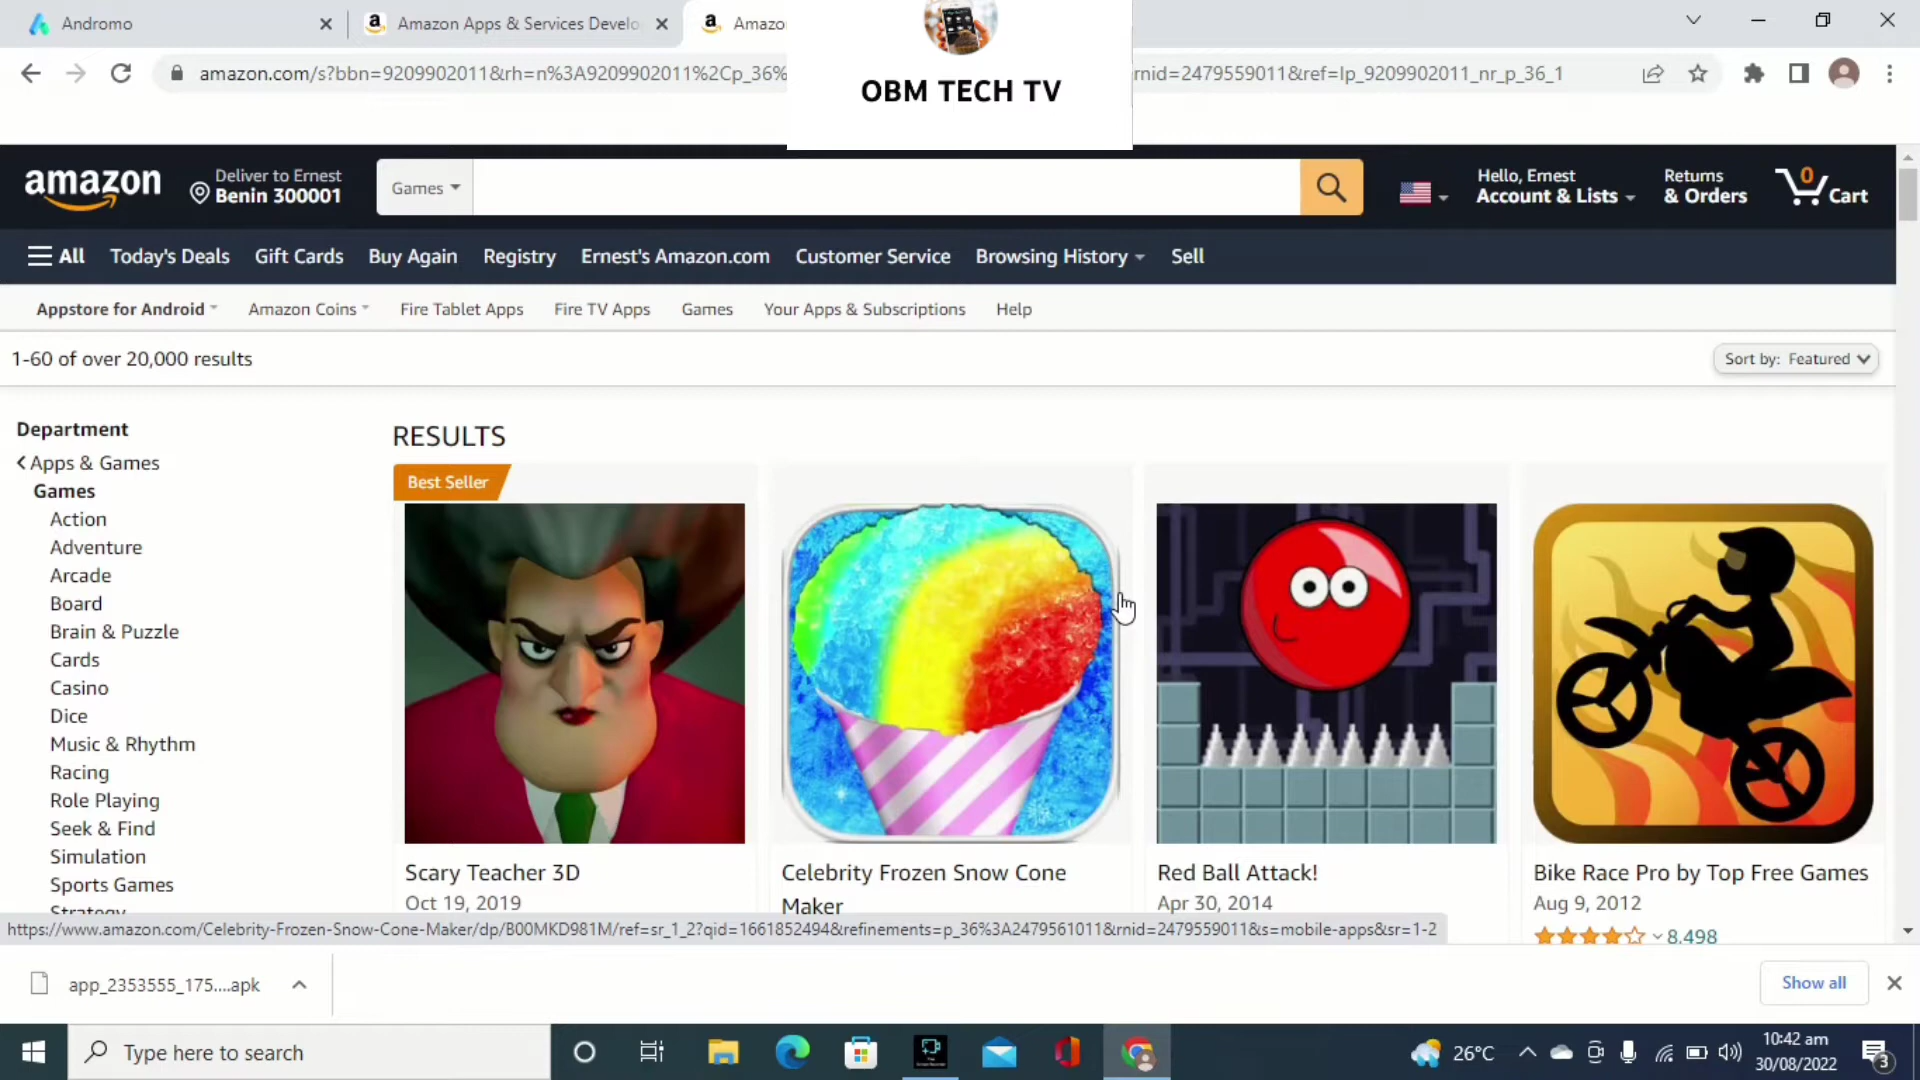 Andromo
Amazon Apps & Services Develo
Amazo
amazon.com/s?bbn=9209902011&rh=n%3A9209902011%2Cp_36%
rnid=2479559011&ref=lp_9209902011_nr_p_36_1
OBM TECH TV
amazon
Deliver to Ernest
Benin 300001
Games
Hello, Ernest
Account & Lists
Returns
& Orders
0
Cart
All
Today's Deals
Gift Cards
Buy Again
Registry
Ernest's Amazon.com
Customer Service
Browsing History
Sell
Appstore for Android
Amazon Coins
Fire Tablet Apps
Fire TV Apps
Games
Your Apps & Subscriptions
Help
1-60 of over 20,000 results
Sort by: Featured
Department
Apps & Games
Games
Action
Adventure
Arcade
Board
Brain & Puzzle
Cards
Casino
Dice
Music & Rhythm
Racing
Role Playing
Seek & Find
Simulation
Sports Games
Strategy
RESULTS
Best Seller
Scary Teacher 3D
Oct 19, 2019
Celebrity Frozen Snow Cone
Maker
Red Ball Attack!
Apr 30, 2014
Bike Race Pro by Top Free Games
Aug 9, 2012
8,498
https://www.amazon.com/Celebrity-Frozen-Snow-Cone-Maker/dp/B00MKD981M/ref=sr_1_2?qid=1661852494&refinements=p_36%3A2479561011&rnid=2479559011&s=mobile-apps&sr=1-2
app_2353555_175....apk
Show all
Type here to search
26°C
10:42 am
30/08/2022
3